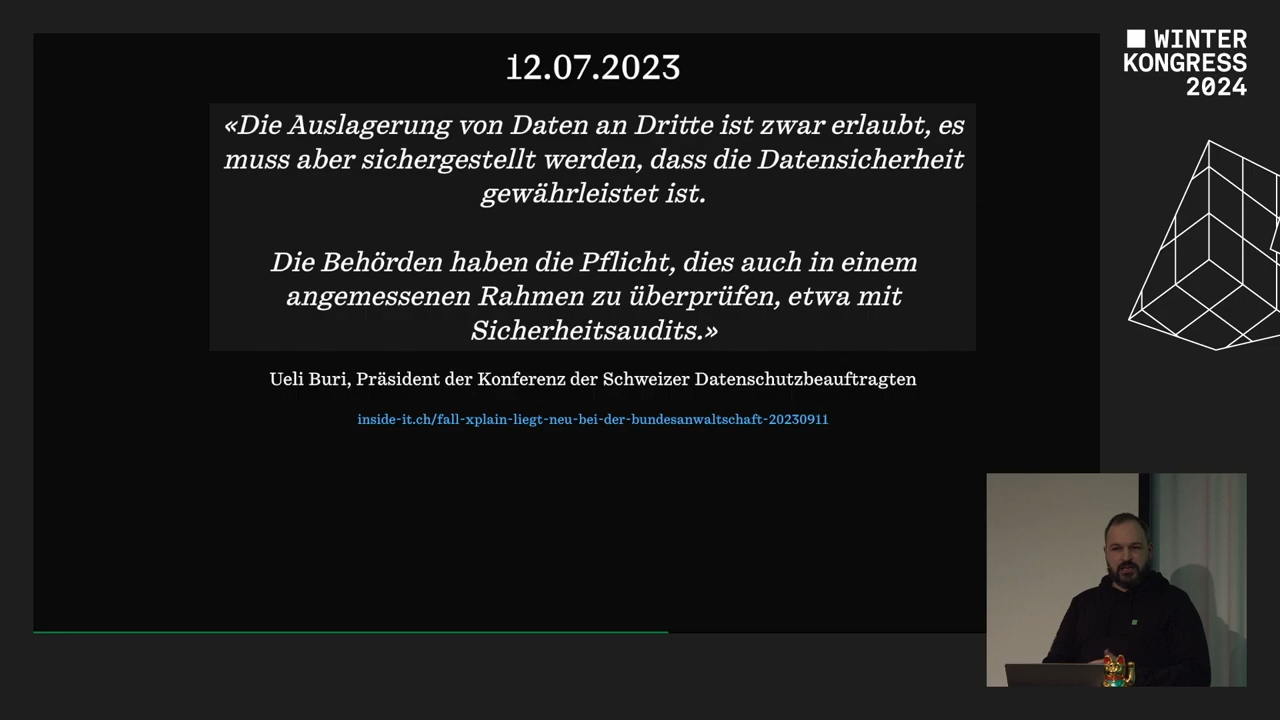 12.07.2023
«Die Auslagerung von Daten an Dritte ist zwar erlaubt, es
muss aber sichergestellt werden, dass die Datensicherheit
gewährleistet ist.
Die Behörden haben die Pflicht, dies auch in einem
angemessenen Rahmen zu überprüfen, etwa mit
Sicherheitsaudits.»
Ueli Buri, Präsident der Konferenz der Schweizer Datenschutzbeauftragten
inside-it.ch/fall-xplain-liegt-neu-bei-der-bundesanwaltschaft-20230911
WINTER
KONGRESS
2024